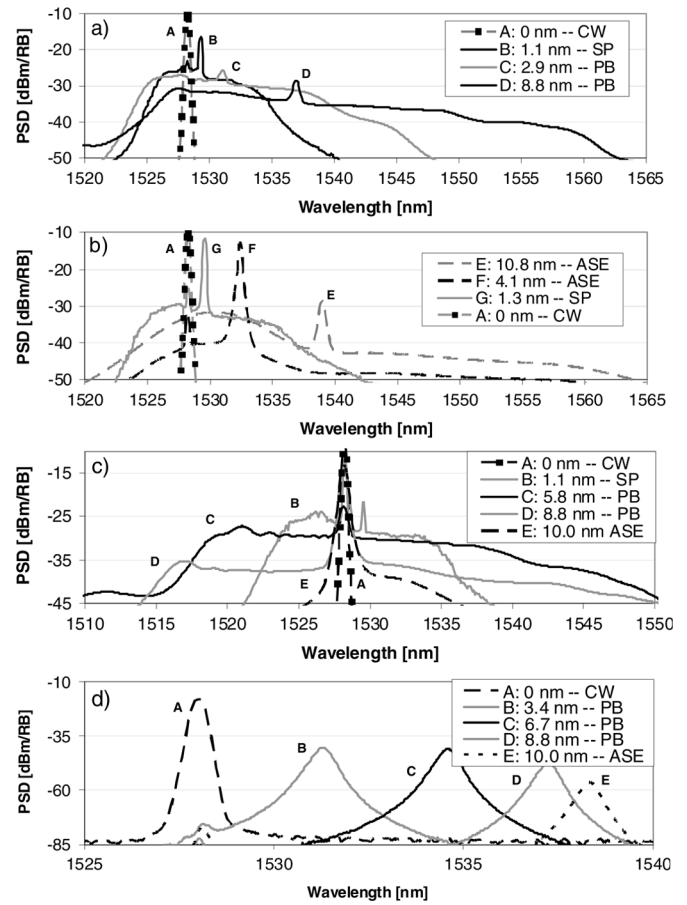 a)
PSD [dBm/RB]
-10
-20
-30
-40
-50
A
B
C
D
A: 0 nm -- CW
B: 1.1 nm -- SP
C: 2.9 nm -- PB
D: 8.8 nm -- PB
1520 1525 1530 1535 1540 1545 1550 1555 1560 1565
Wavelength [nm]
b)
PSD [dBm/RB]
-10
-20
-30
-40
-50
A
G
F
E
E: 10.8 nm -- ASE
F: 4.1 nm -- ASE
G: 1.3 nm -- SP
A: 0 nm -- CW
1520 1525 1530 1535 1540 1545 1550 1555 1560 1565
Wavelength [nm]
c)
PSD [dBm/RB]
-15
-25
-35
-45
B
C
D
E
A
A: 0 nm -- CW
B: 1.1 nm -- SP
C: 5.8 nm -- PB
D: 8.8 nm -- PB
E: 10.0 nm ASE
1510 1515 1520 1525 1530 1535 1540 1545 1550
Wavelength [nm]
d)
PSD [dBm/RB]
-10
-35
-60
-85
A
B
C
D
E
A: 0 nm -- CW
B: 3.4 nm -- PB
C: 6.7 nm -- PB
D: 8.8 nm -- PB
E: 10.0 nm -- ASE
1525 1530 1535 1540
Wavelength [nm]